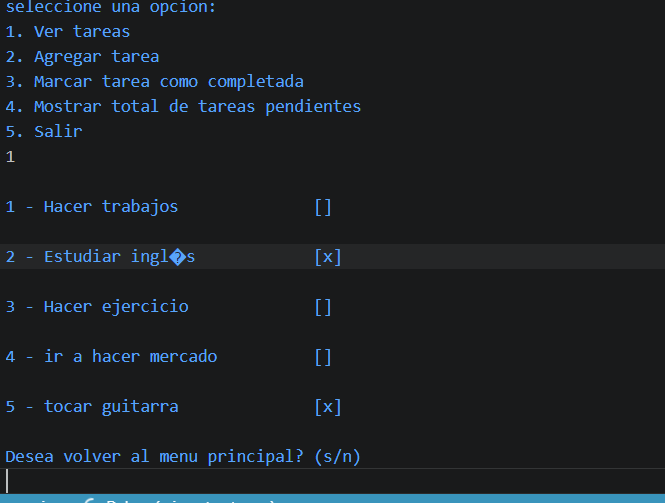 seleccione una opcion:
1. Ver tareas
2. Agregar tarea
3. Marcar tarea como completada
4. Mostrar total de tareas pendientes
5. Salir
1
1 - Hacer trabajos []
2 - Estudiar ingl�s [x]
3 - Hacer ejercicio []
4 - ir a hacer mercado []
5 - tocar guitarra [x]
Desea volver al menu principal? (s/n)